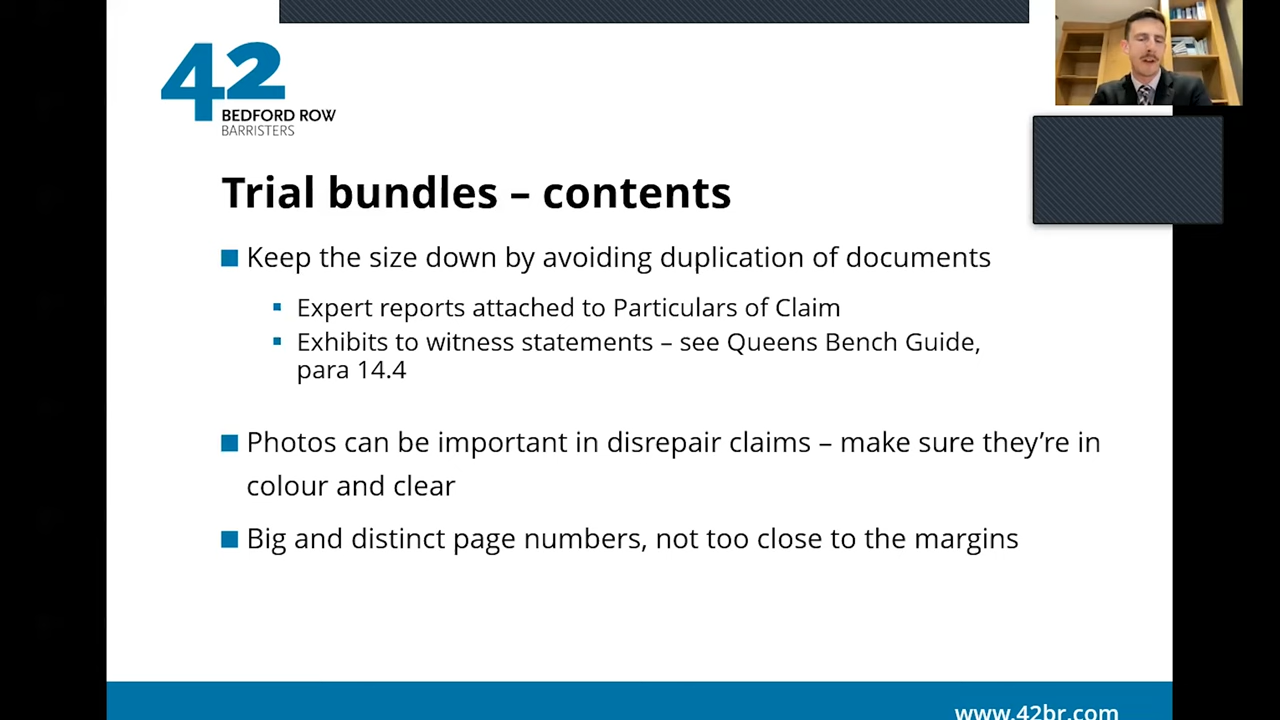 42
BEDFORD ROW
BARRISTERS
Trial bundles – contents
Keep the size down by avoiding duplication of documents
Expert reports attached to Particulars of Claim
Exhibits to witness statements – see Queens Bench Guide,
para 14.4
Photos can be important in disrepair claims – make sure they’re in
colour and clear
Big and distinct page numbers, not too close to the margins
www.42br.com